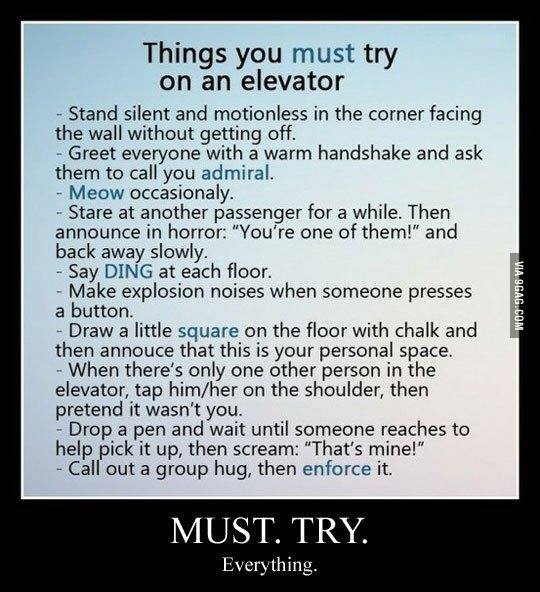 Things you must try
on an elevator
- Stand silent and motionless in the corner facing
the wall without getting off.
- Greet everyone with a warm handshake and ask
them to call you admiral.
- Meow occasionaly.
- Stare at another passenger for a while. Then
announce in horror: "You're one of them!" and
back away slowly.
- Say DING at each floor.
- Make explosion noises when someone presses
a button.
- Draw a little square on the floor with chalk and
then annouce that this is your personal space.
- When there's only one other person in the
elevator, tap him/her on the shoulder, then
pretend it wasn't you.
- Drop a pen and wait until someone reaches to
help pick it up, then scream: "That's mine!"
- Call out a group hug, then enforce it.
VIA 9GAG.COM
MUST. TRY.
Everything.